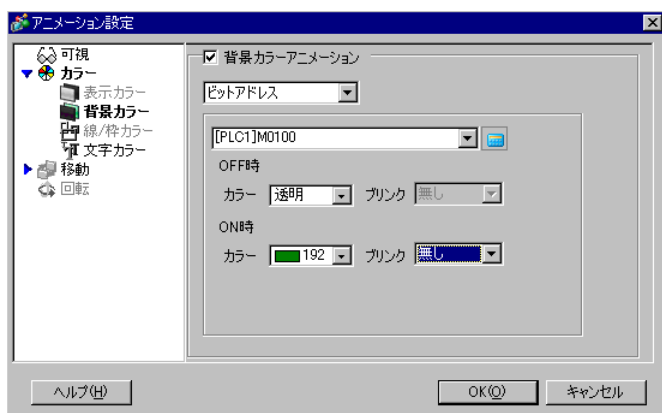 アニメーション設定
可視
カラー
表示カラー
背景カラー
線/枠カラー
文字カラー
移動
回転
背景カラーアニメーション
ビットアドレス
[PLC1]M0100
OFF時
カラー 透明 ブリンク 無し
ON時
カラー 192 ブリンク 無し
ヘルプ(H) OK(O) キャンセル